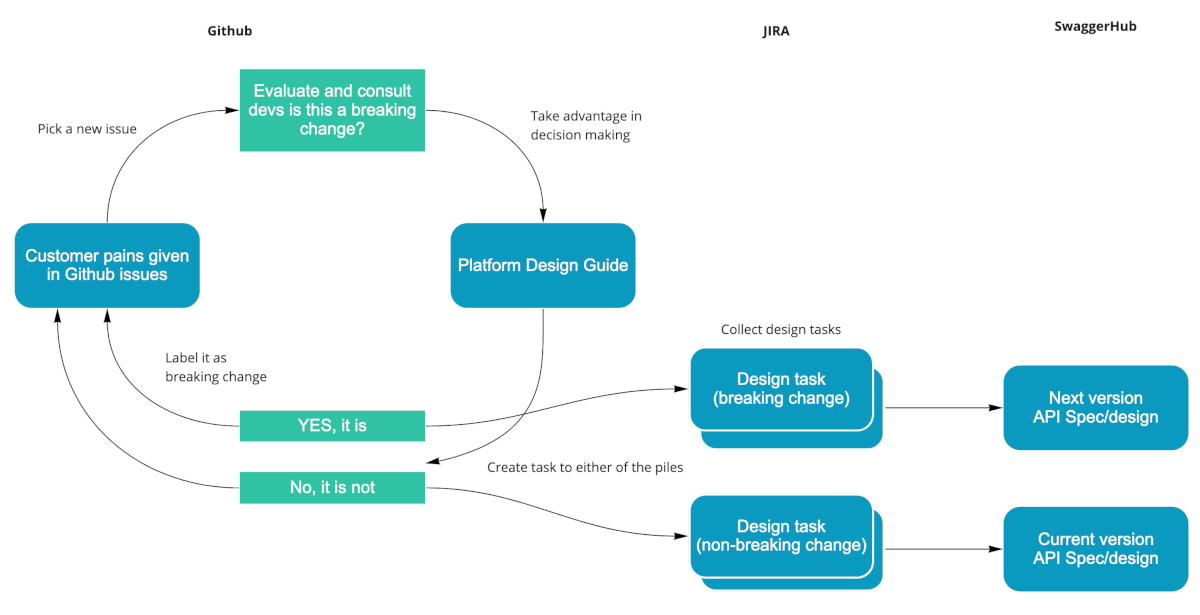 Github
JIRA
SwaggerHub
Evaluate and consult
devs is this a breaking
change?
Pick a new issue
Take advantage in
decision making
Customer pains given
in Github issues
Platform Design Guide
Collect design tasks
Label it as
breaking change
Design task
(breaking change)
Next version
API Spec/design
YES, it is
Create task to either of the piles
No, it is not
Design task
(non-breaking change)
Current version
API Spec/design